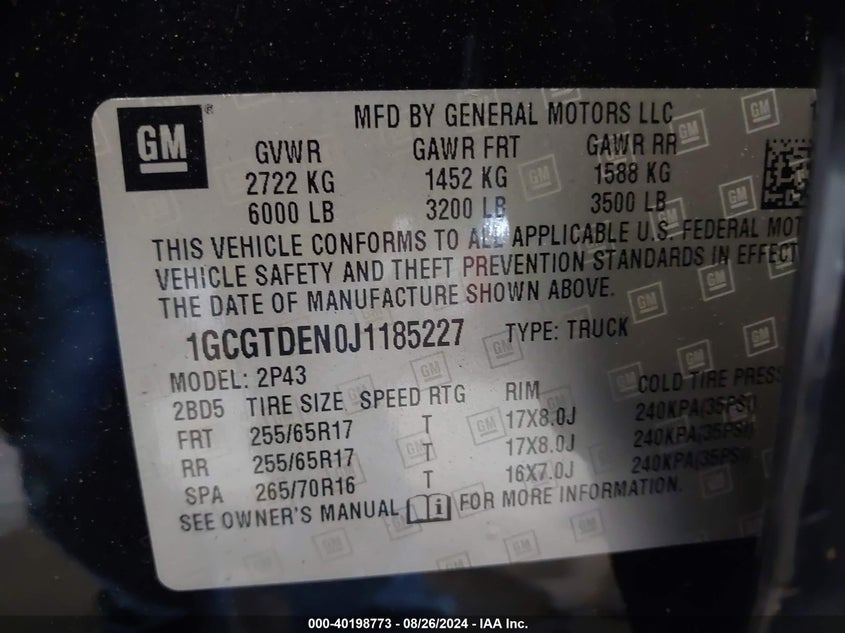 GM
MFD BY GENERAL MOTORS LLC
GVWR GAWR FRT GAWR RR
2722 KG 1452 KG 1588 KG
6000 LB 3200 LB 3500 LB
THIS VEHICLE CONFORMS TO ALL APPLICABLE U.S. FEDERAL MOT
VEHICLE SAFETY AND THEFT PREVENTION STANDARDS IN EFFECT
THE DATE OF MANUFACTURE SHOWN ABOVE.
1GCGTDEN0J1185227 TYPE: TRUCK
MODEL: 2P43
2BD5 TIRE SIZE SPEED RTG RIM COLD TIRE PRESS
FRT 255/65R17 T 17X8.0J 240KPA(35PSI)
RR 255/65R17 T 17X8.0J 240KPA(35PSI)
SPA 265/70R16 T 16X7.0J 240KPA(35PSI)
SEE OWNER'S MANUAL FOR MORE INFORMATION.
000-40198773 - 08/26/2024 - IAA Inc.